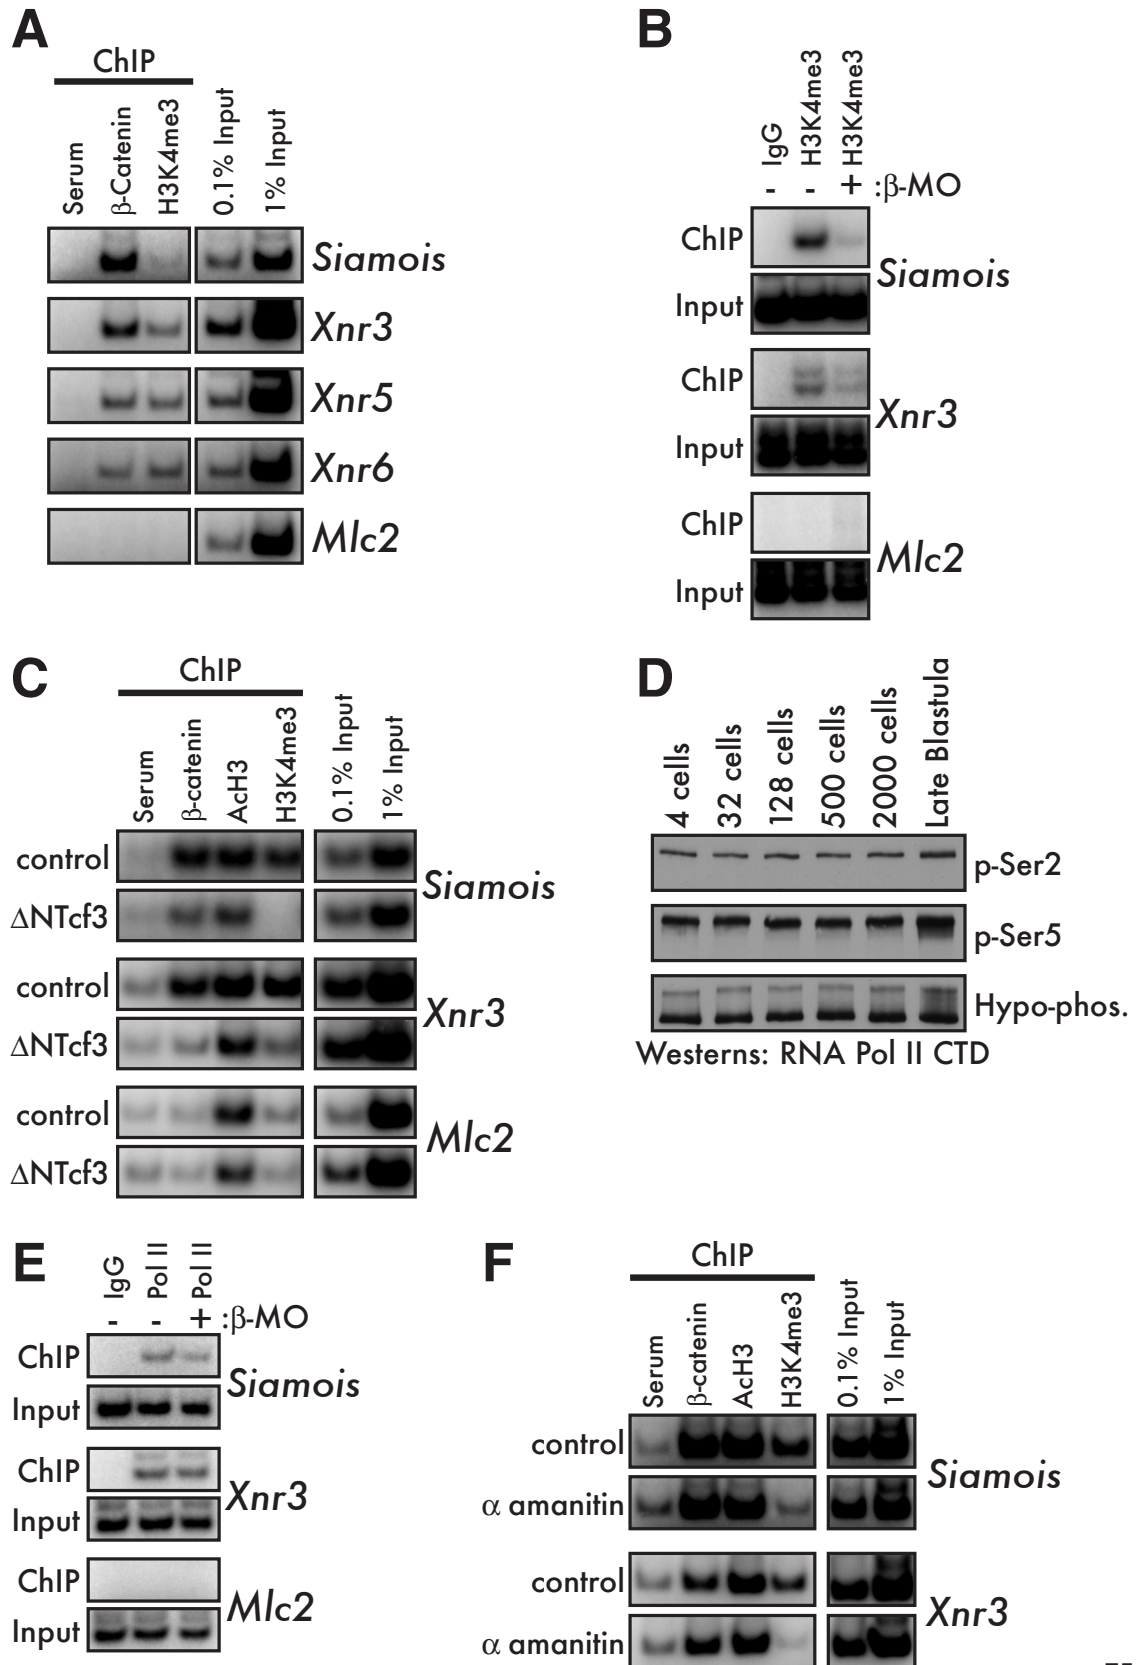 A
ChIP
Serum
β-Catenin
H3K4me3
0.1% Input
1% Input
Siamois
Xnr3
Xnr5
Xnr6
Mlc2
B
IgG
H3K4me3
H3K4me3
- - + :β-MO
ChIP
Siamois
Input
ChIP
Xnr3
Input
ChIP
Mlc2
Input
C
ChIP
Serum
β-catenin
AcH3
H3K4me3
0.1% Input
1% Input
control
Siamois
ΔNTcf3
control
Xnr3
ΔNTcf3
control
Mlc2
ΔNTcf3
D
4 cells
32 cells
128 cells
500 cells
2000 cells
Late Blastula
p-Ser2
p-Ser5
Hypo-phos.
Westerns: RNA Pol II CTD
E
IgG
Pol II
Pol II
- - + :β-MO
ChIP
Siamois
Input
ChIP
Xnr3
Input
ChIP
Mlc2
Input
F
ChIP
Serum
β-catenin
AcH3
H3K4me3
0.1% Input
1% Input
control
Siamois
α amanitin
control
Xnr3
α amanitin